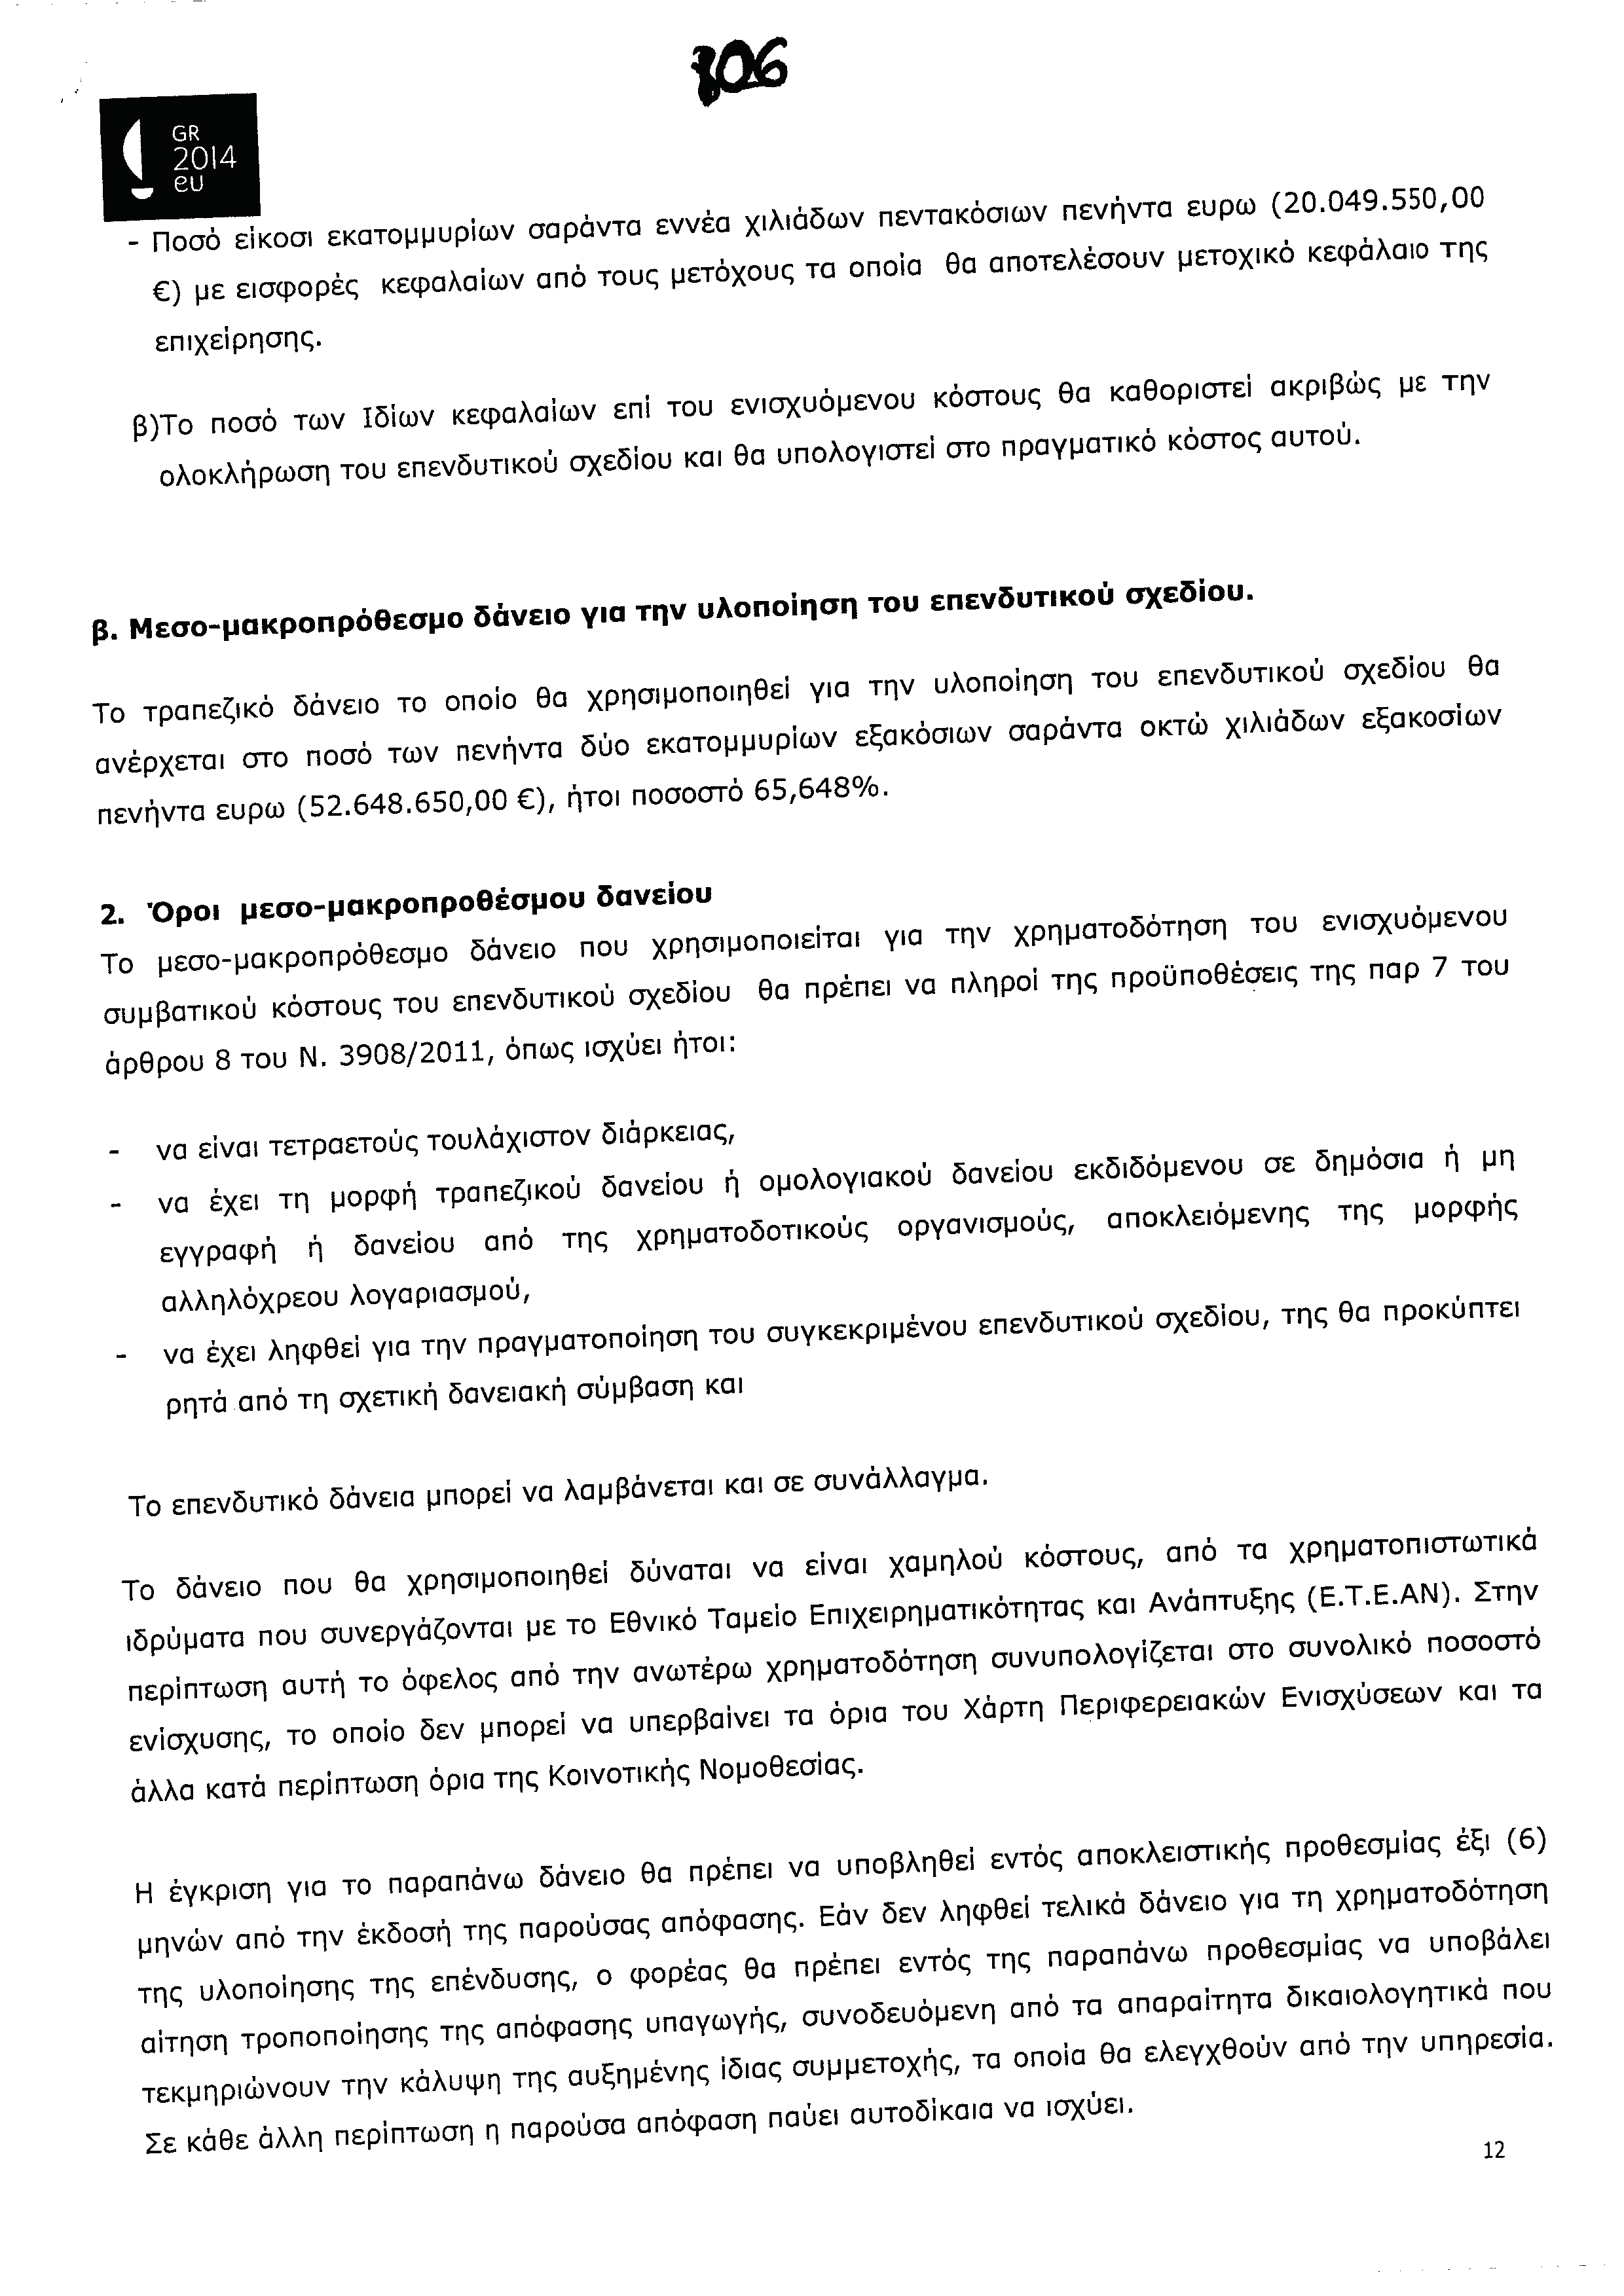 306
GR
2014
eu
- Ποσό είκοσι εκατομμυρίων σαράντα εννέα χιλιάδων πεντακόσιων πενήντα ευρω (20.049.550,00
€) με εισφορές κεφαλαίων από τους μετόχους τα οποία θα αποτελέσουν μετοχικό κεφάλαιο της
επιχείρησης.
β)Το ποσό των Ιδίων κεφαλαίων επί του ενισχυόμενου κόστους θα καθοριστεί ακριβώς με την
ολοκλήρωση του επενδυτικού σχεδίου και θα υπολογιστεί στο πραγματικό κόστος αυτού.
β. Μεσο-μακροπρόθεσμο δάνειο για την υλοποίηση του επενδυτικού σχεδίου.
Το τραπεζικό δάνειο το οποίο θα χρησιμοποιηθεί για την υλοποίηση του επενδυτικού σχεδίου θα
ανέρχεται στο ποσό των πενήντα δύο εκατομμυρίων εξακόσιων σαράντα οκτώ χιλιάδων εξακοσίων
πενήντα ευρω (52.648.650,00 €), ήτοι ποσοστό 65,648%.
2. Όροι μεσο-μακροπροθέσμου δανείου
Το μεσο-μακροπρόθεσμο δάνειο που χρησιμοποιείται για την χρηματοδότηση του ενισχυόμενου
συμβατικού κόστους του επενδυτικού σχεδίου θα πρέπει να πληροί της προϋποθέσεις της παρ 7 του
άρθρου 8 του Ν. 3908/2011, όπως ισχύει ήτοι:
- να είναι τετραετούς τουλάχιστον διάρκειας,
- να έχει τη μορφή τραπεζικού δανείου ή ομολογιακού δανείου εκδιδόμενου σε δημόσια ή μη
εγγραφή ή δανείου από της χρηματοδοτικούς οργανισμούς, αποκλειόμενης της μορφής
αλληλόχρεου λογαριασμού,
- να έχει ληφθεί για την πραγματοποίηση του συγκεκριμένου επενδυτικού σχεδίου, της θα προκύπτει
ρητά από τη σχετική δανειακή σύμβαση και
Το επενδυτικό δάνεια μπορεί να λαμβάνεται και σε συνάλλαγμα.
Το δάνειο που θα χρησιμοποιηθεί δύναται να είναι χαμηλού κόστους, από τα χρηματοπιστωτικά
ιδρύματα που συνεργάζονται με το Εθνικό Ταμείο Επιχειρηματικότητας και Ανάπτυξης (Ε.Τ.Ε.ΑΝ). Στην
περίπτωση αυτή το όφελος από την ανωτέρω χρηματοδότηση συνυπολογίζεται στο συνολικό ποσοστό
ενίσχυσης, το οποίο δεν μπορεί να υπερβαίνει τα όρια του Χάρτη Περιφερειακών Ενισχύσεων και τα
άλλα κατά περίπτωση όρια της Κοινοτικής Νομοθεσίας.
Η έγκριση για το παραπάνω δάνειο θα πρέπει να υποβληθεί εντός αποκλειστικής προθεσμίας έξι (6)
μηνών από την έκδοσή της παρούσας απόφασης. Εάν δεν ληφθεί τελικά δάνειο για τη χρηματοδότηση
της υλοποίησης της επένδυσης, ο φορέας θα πρέπει εντός της παραπάνω προθεσμίας να υποβάλει
αίτηση τροποποίησης της απόφασης υπαγωγής, συνοδευόμενη από τα απαραίτητα δικαιολογητικά που
τεκμηριώνουν την κάλυψη της αυξημένης ίδιας συμμετοχής, τα οποία θα ελεγχθούν από την υπηρεσία.
Σε κάθε άλλη περίπτωση η παρούσα απόφαση παύει αυτοδίκαια να ισχύει.
12